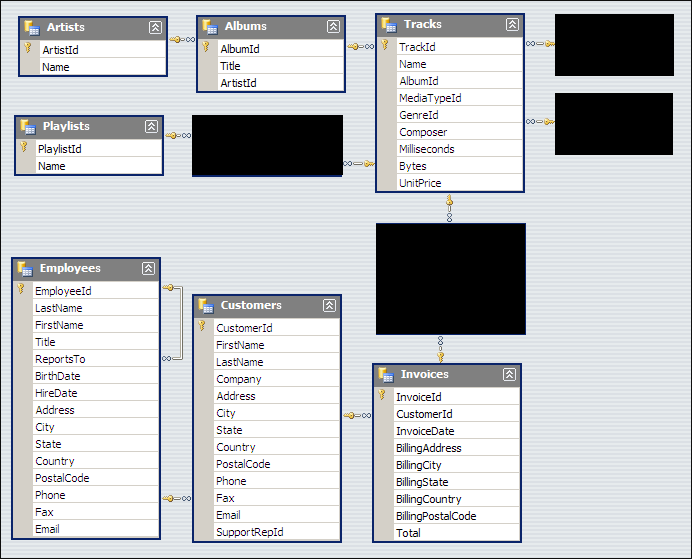 Artists
ArtistId
Name
Albums
AlbumId
Title
ArtistId
Tracks
TrackId
Name
AlbumId
MediaTypeId
GenreId
Composer
Milliseconds
Bytes
UnitPrice
Playlists
PlaylistId
Name
Employees
EmployeeId
LastName
FirstName
Title
ReportsTo
BirthDate
HireDate
Address
City
State
Country
PostalCode
Phone
Fax
Email
Customers
CustomerId
FirstName
LastName
Company
Address
City
State
Country
PostalCode
Phone
Fax
Email
SupportRepId
Invoices
InvoiceId
CustomerId
InvoiceDate
BillingAddress
BillingCity
BillingState
BillingCountry
BillingPostalCode
Total